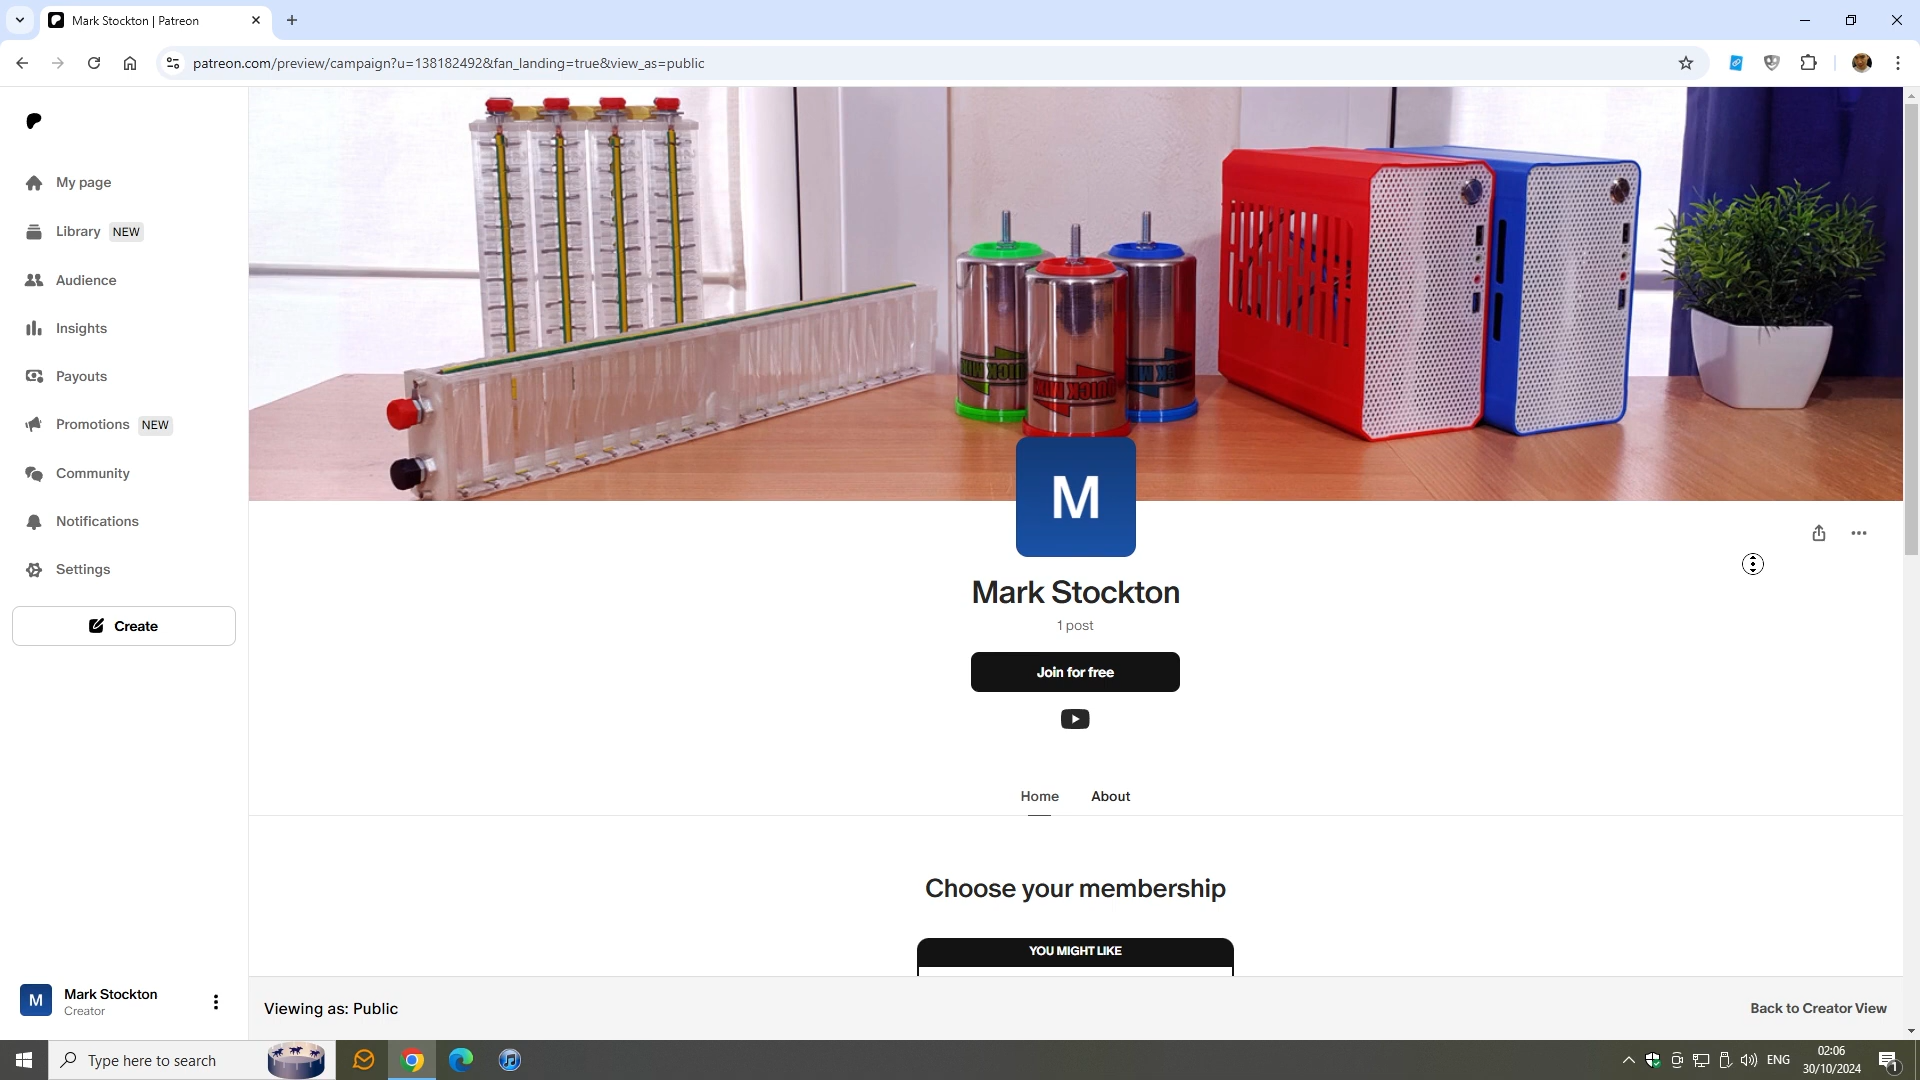 Mark Stockton | Patreon
patreon.com/preview/campaign?u=138182492&fan_landing=true&view_as=public
My page
Library NEW
Audience
Insights
Payouts
Promotions NEW
Community
Notifications
Settings
Create
M
Mark Stockton
1 post
Join for free
Home About
Choose your membership
YOU MIGHT LIKE
M
Mark Stockton
Creator
Viewing as: Public
Back to Creator View
Type here to search
ENG
02:06
30/10/2024
1